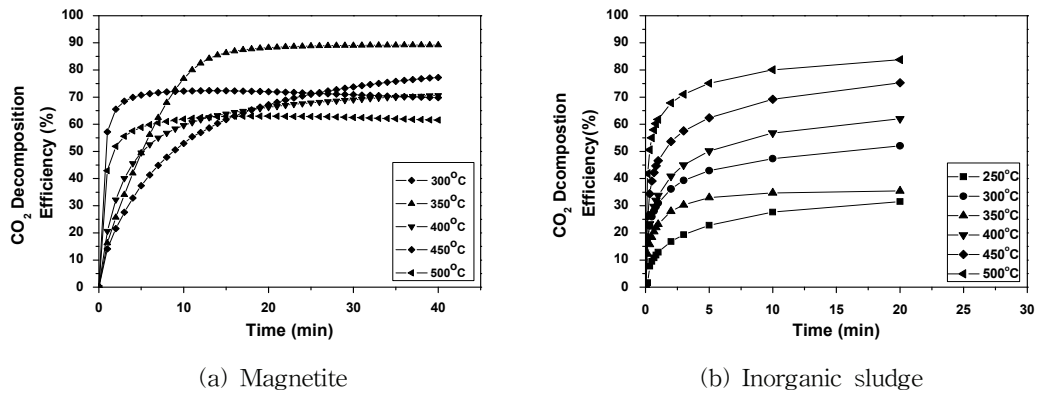 100
90
80
70
60
50
40
30
20
10
0
CO₂ Decomposition
Efficiency (%)
300°C
350°C
400°C
450°C
500°C
0 10 20 30 40
Time (min)
(a) Magnetite
100
90
80
70
60
50
40
30
20
10
0
CO₂ Dcompostion
Efficiency(%)
250°C
300°C
350°C
400°C
450°C
500°C
0 5 10 15 20 25 30
Time (min)
(b) Inorganic sludge